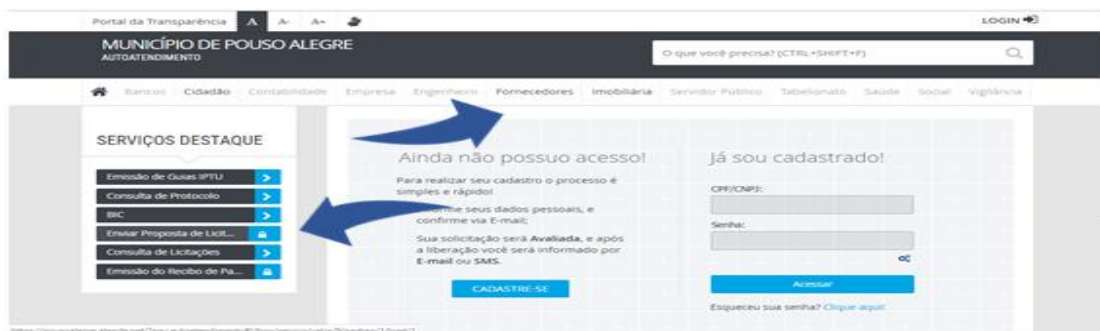 Portal da Transparência A A- A+ LOGIN
MUNICÍPIO DE POUSO ALEGRE
AUTOATENDIMENTO
O que você precisa? (CTRL+SHIFT+F)
Bancos Cidadão Contabilidade Empresa Engenheiro Fornecedores Imobiliária Servidor Público Tabelionato Saúde Social Vigilância
SERVIÇOS DESTAQUE
Emissão de Guias IPTU
Consulta de Protocolo
BIC
Enviar Proposta de Licit...
Consulta de Licitações
Emissão do Recibo de Pa...
Ainda não possuo acesso!
Para realizar seu cadastro o processo é
simples e rápido!
seus dados pessoais, e
confirme via E-mail;
Sua solicitação será Avaliada, e após
a liberação você será informado por
E-mail ou SMS.
CADASTRE-SE
Já sou cadastrado!
CPF/CNPJ:
Senha:
Acessar
Esqueceu sua senha? Clique aqui!